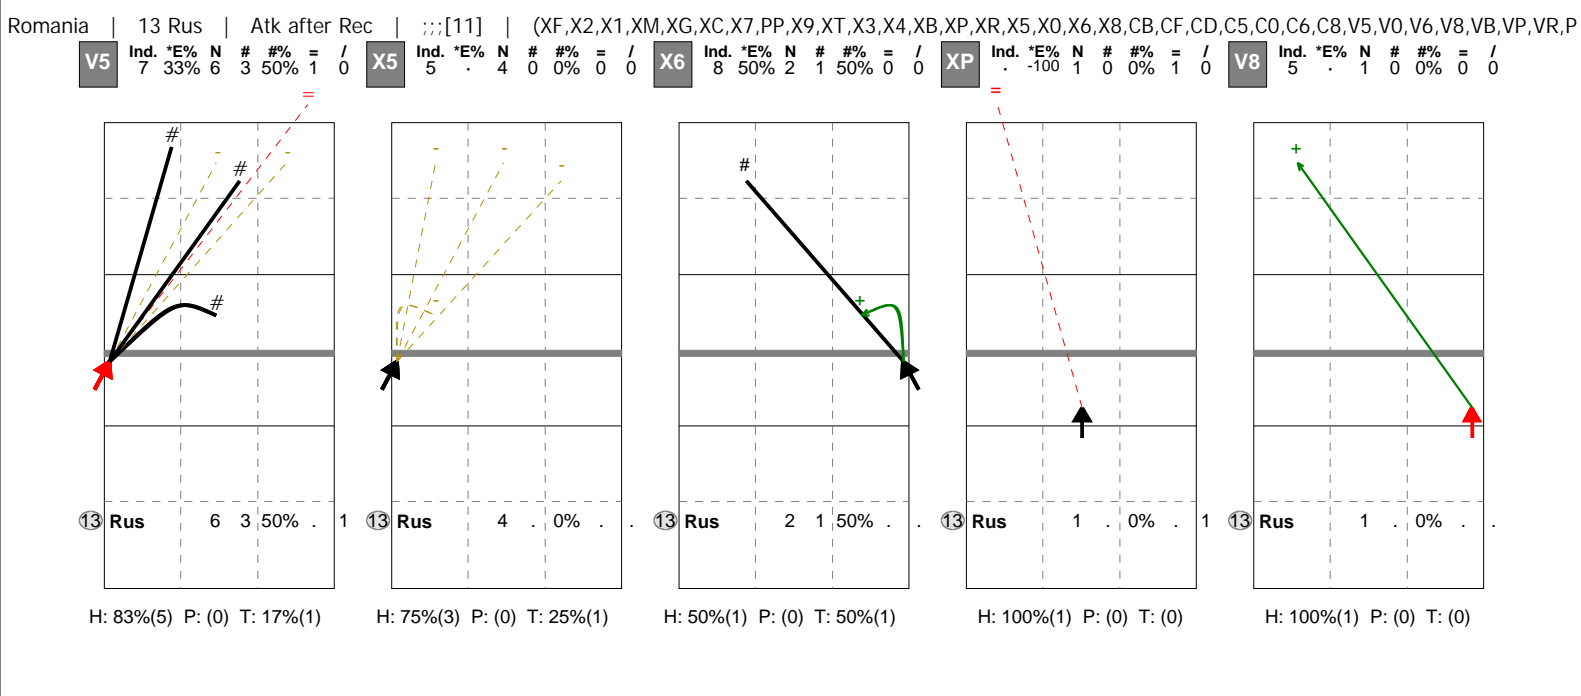 Romania | 13 Rus | Atk after Rec | ;;;[11] | (XF,X2,X1,XM,XG,XC,X7,PP,X9,XT,X3,X4,XB,XP,XR,X5,X0,X6,X8,CB,CF,CD,C5,C0,C6,C8,V5,V0,V6,V8,VB,VP,VR,P
V5 Ind. *E% N # #% = / X5 Ind. *E% N # #% = / X6 Ind. *E% N # #% = / XP Ind. *E% N # #% = / V8 Ind. *E% N # #% = /
7 33% 6 3 50% 1 0 5 . 4 0 0% 0 0 8 50% 2 1 50% 0 0 . -100 1 0 0% 1 0 5 . 1 0 0% 0 0
= =
# - - - - +
# - # -
# - +
13 Rus 6 3 50% . 1 13 Rus 4 . 0% . . 13 Rus 2 1 50% . . 13 Rus 1 . 0% . 1 13 Rus 1 . 0% . .
H: 83%(5) P: (0) T: 17%(1) H: 75%(3) P: (0) T: 25%(1) H: 50%(1) P: (0) T: 50%(1) H: 100%(1) P: (0) T: (0) H: 100%(1) P: (0) T: (0)